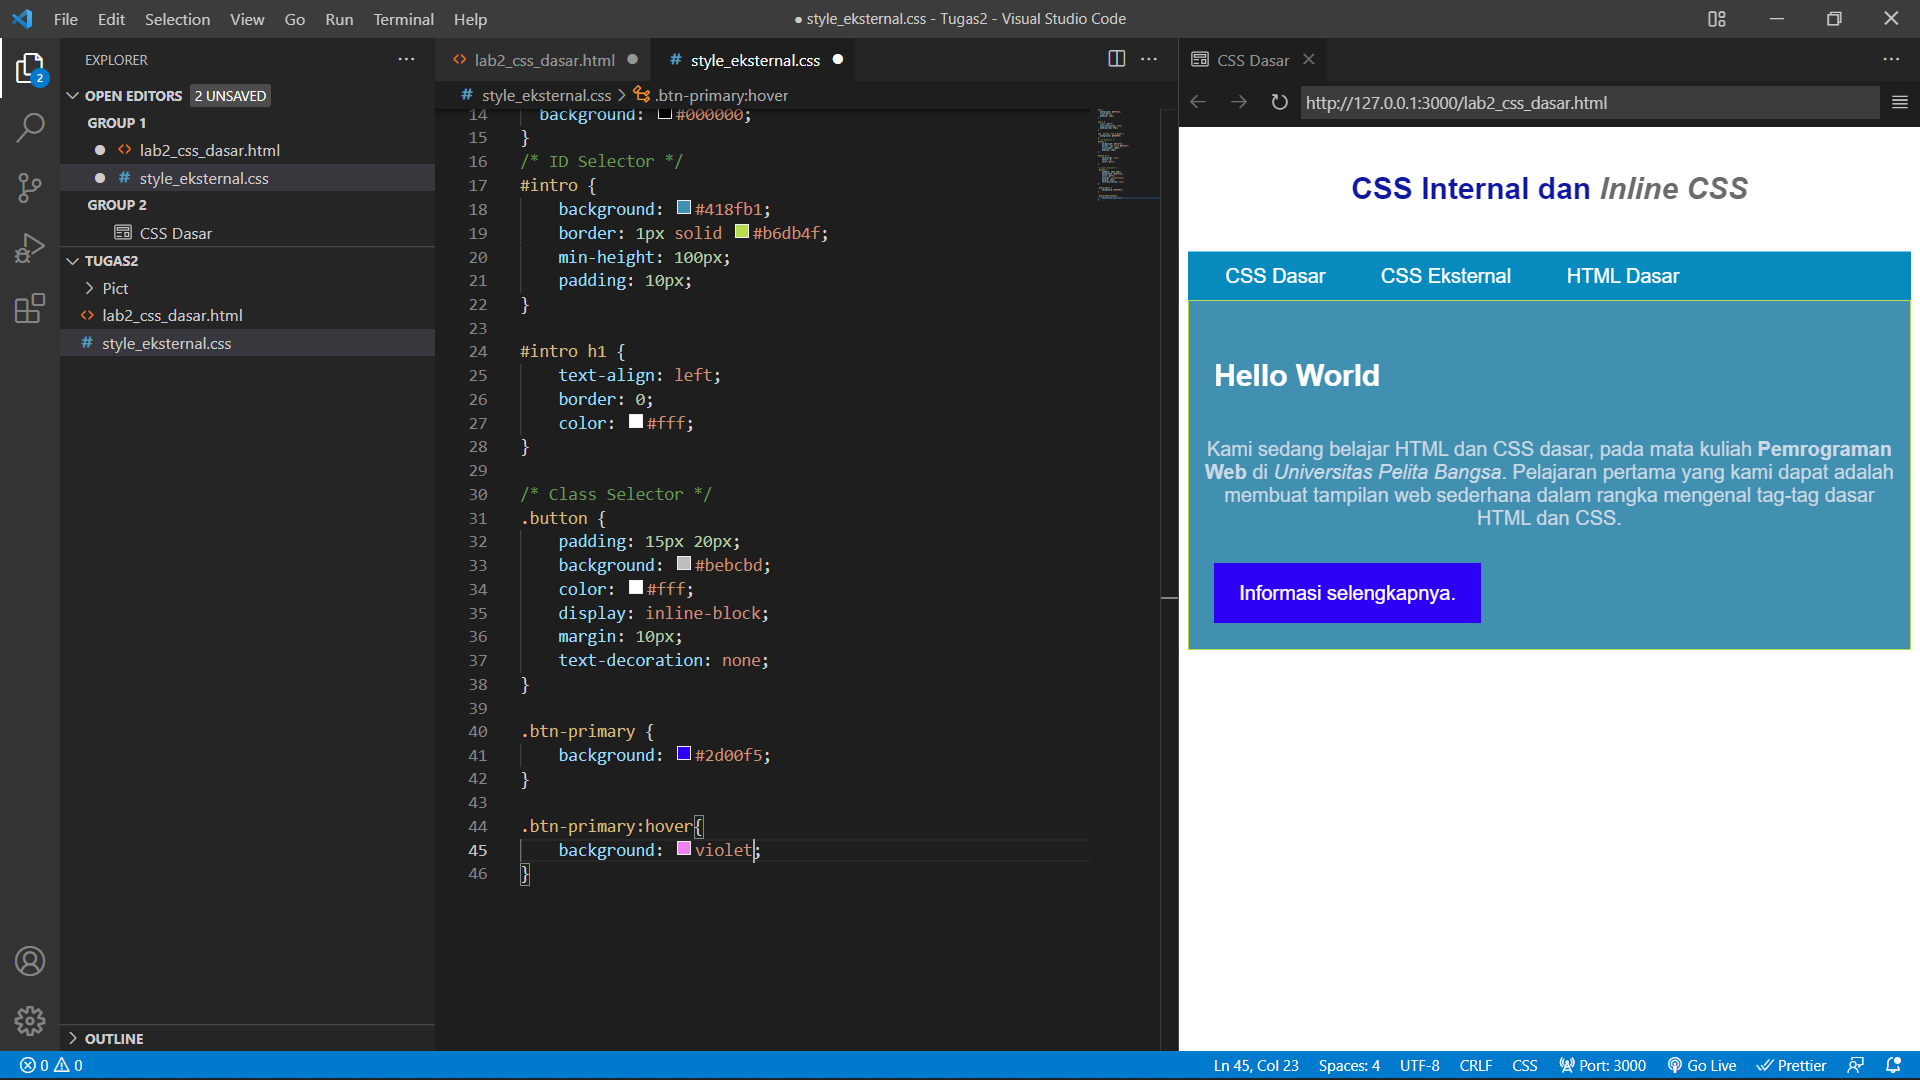 File Edit Selection View Go Run Terminal Help
● style_eksternal.css - Tugas2 - Visual Studio Code
EXPLORER
OPEN EDITORS 2 UNSAVED
GROUP 1
lab2_css_dasar.html
# style_eksternal.css
GROUP 2
CSS Dasar
TUGAS2
Pict
lab2_css_dasar.html
# style_eksternal.css
OUTLINE
2
lab2_css_dasar.html
# style_eksternal.css
# style_eksternal.css > .btn-primary:hover
14 background: #000000;
15 }
16 /* ID Selector */
17 #intro {
18 background: #418fb1;
19 border: 1px solid #b6db4f;
20 min-height: 100px;
21 padding: 10px;
22 }
23
24 #intro h1 {
25 text-align: left;
26 border: 0;
27 color: #fff;
28 }
29
30 /* Class Selector */
31 .button {
32 padding: 15px 20px;
33 background: #bebcbd;
34 color: #fff;
35 display: inline-block;
36 margin: 10px;
37 text-decoration: none;
38 }
39
40 .btn-primary {
41 background: #2d00f5;
42 }
43
44 .btn-primary:hover{
45 background: violet;
46 }
CSS Dasar
http://127.0.0.1:3000/lab2_css_dasar.html
CSS Internal dan Inline CSS
CSS Dasar CSS Eksternal HTML Dasar
Hello World
Kami sedang belajar HTML dan CSS dasar, pada mata kuliah Pemrograman
Web di Universitas Pelita Bangsa. Pelajaran pertama yang kami dapat adalah
membuat tampilan web sederhana dalam rangka mengenal tag-tag dasar
HTML dan CSS.
Informasi selengkapnya.
0 0
Ln 45, Col 23 Spaces: 4 UTF-8 CRLF CSS Port: 3000 Go Live Prettier